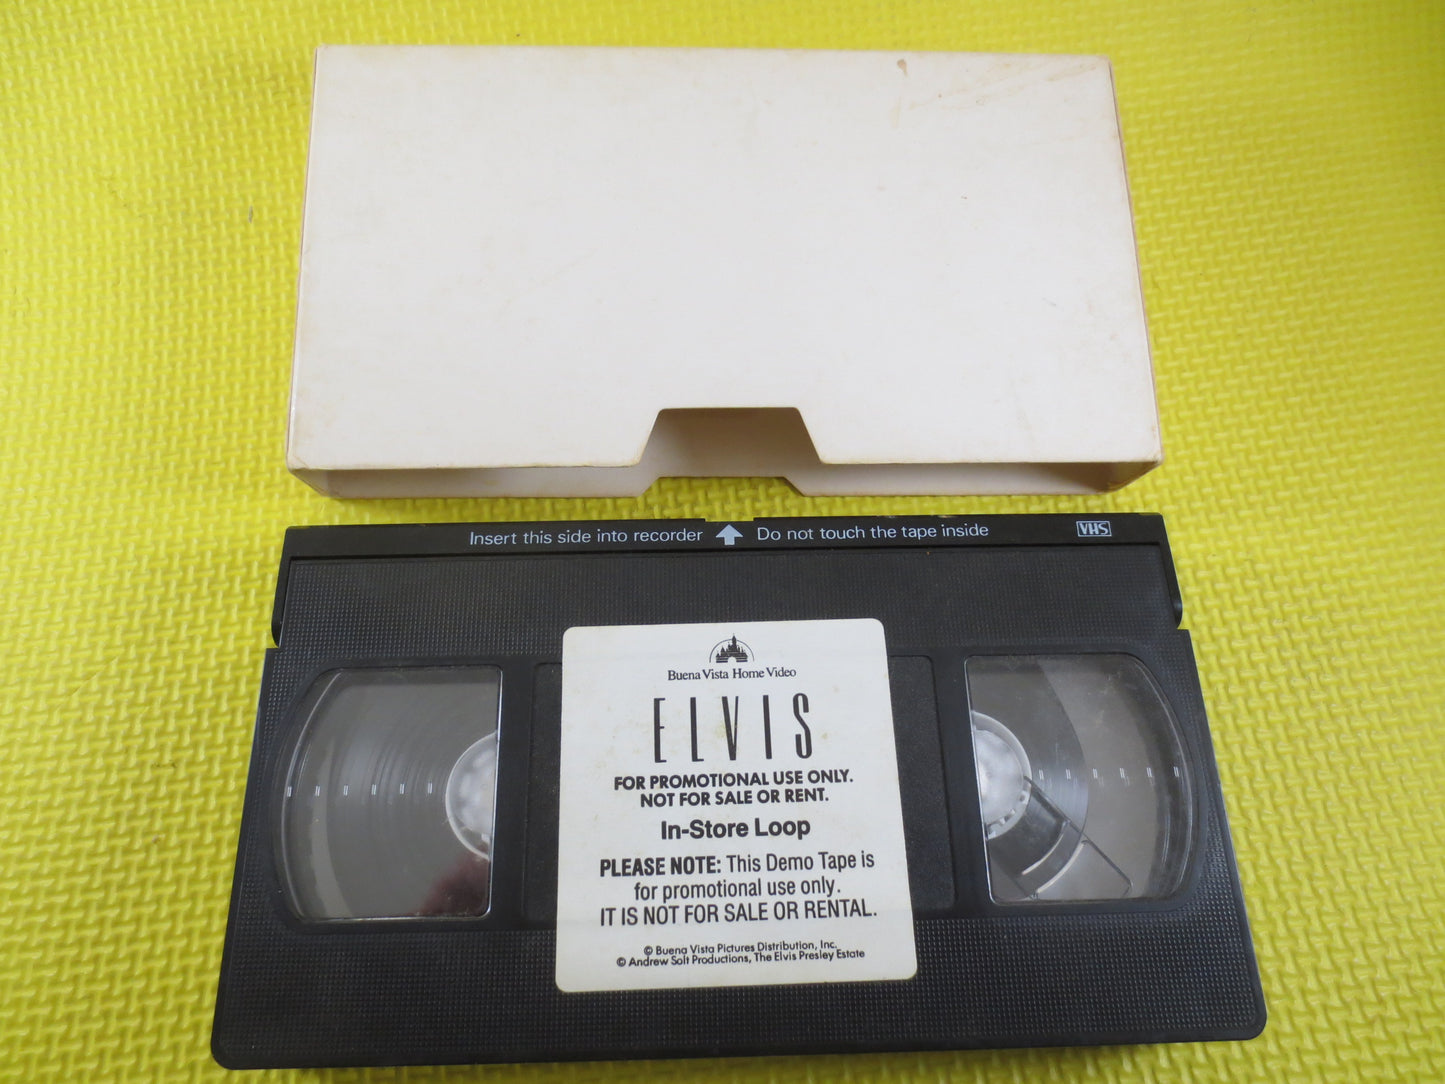 Insert this side into recorder Do not touch the tape inside VHS
Buena Vista Home Video
ELVIS
FOR PROMOTIONAL USE ONLY.
NOT FOR SALE OR RENT.
In-Store Loop
PLEASE NOTE: This Demo Tape is
for promotional use only.
IT IS NOT FOR SALE OR RENTAL.
© Buena Vista Pictures Distribution, Inc.
© Andrew Solt Productions, The Elvis Presley Estate